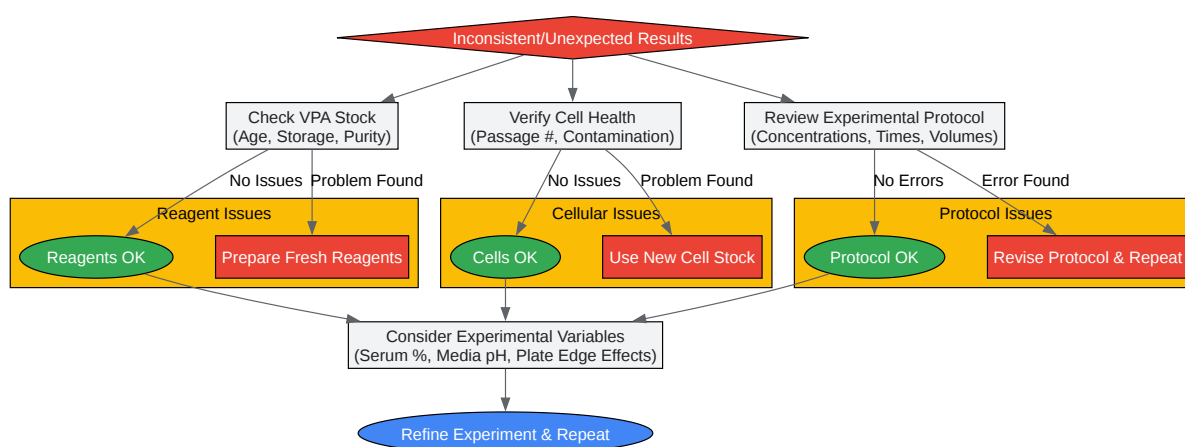 Inconsistent/Unexpected Results
Check VPA Stock
(Age, Storage, Purity)
Verify Cell Health
(Passage #, Contamination)
Review Experimental Protocol
(Concentrations, Times, Volumes)
No Issues
Problem Found
No Issues
Problem Found
No Errors
Error Found
Reagent Issues
Cellular Issues
Protocol Issues
Reagents OK
Prepare Fresh Reagents
Cells OK
Use New Cell Stock
Protocol OK
Revise Protocol & Repeat
Consider Experimental Variables
(Serum %, Media pH, Plate Edge Effects)
Refine Experiment & Repeat